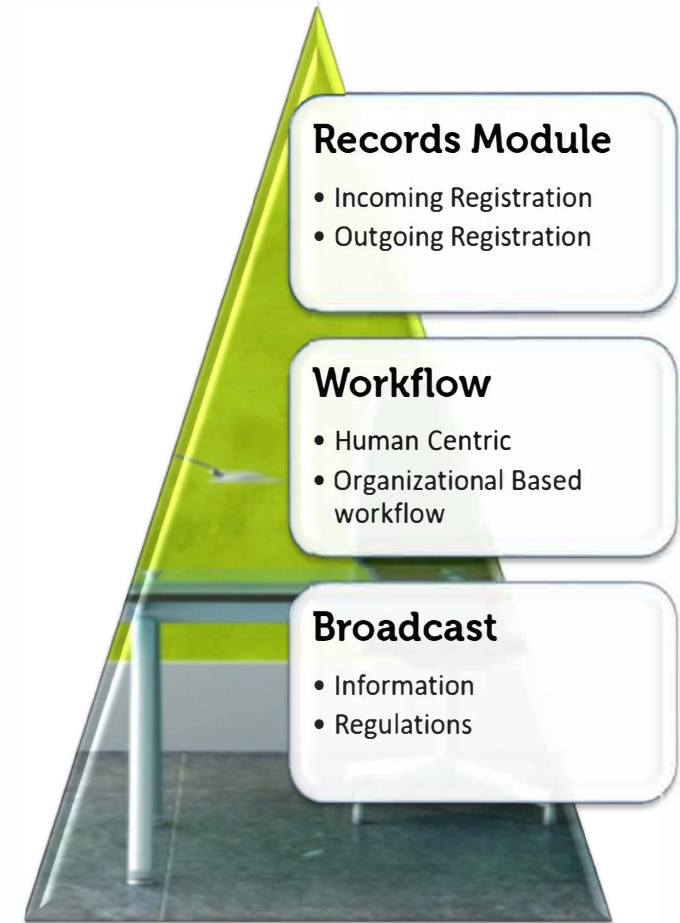 Records Module
• Incoming Registration
• Outgoing Registration
Workflow
• Human Centric
• Organizational Based
workflow
Broadcast
• Information
• Regulations